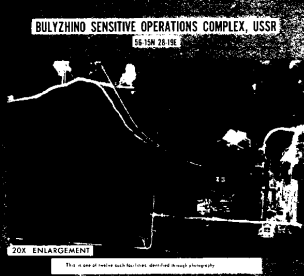 BULYZHINO SENSITIVE OPERATIONS COMPLEX, USSR
56-15N 28-19E
20X ENLARGEMENT
This is one of twelve such facilities identified through photography